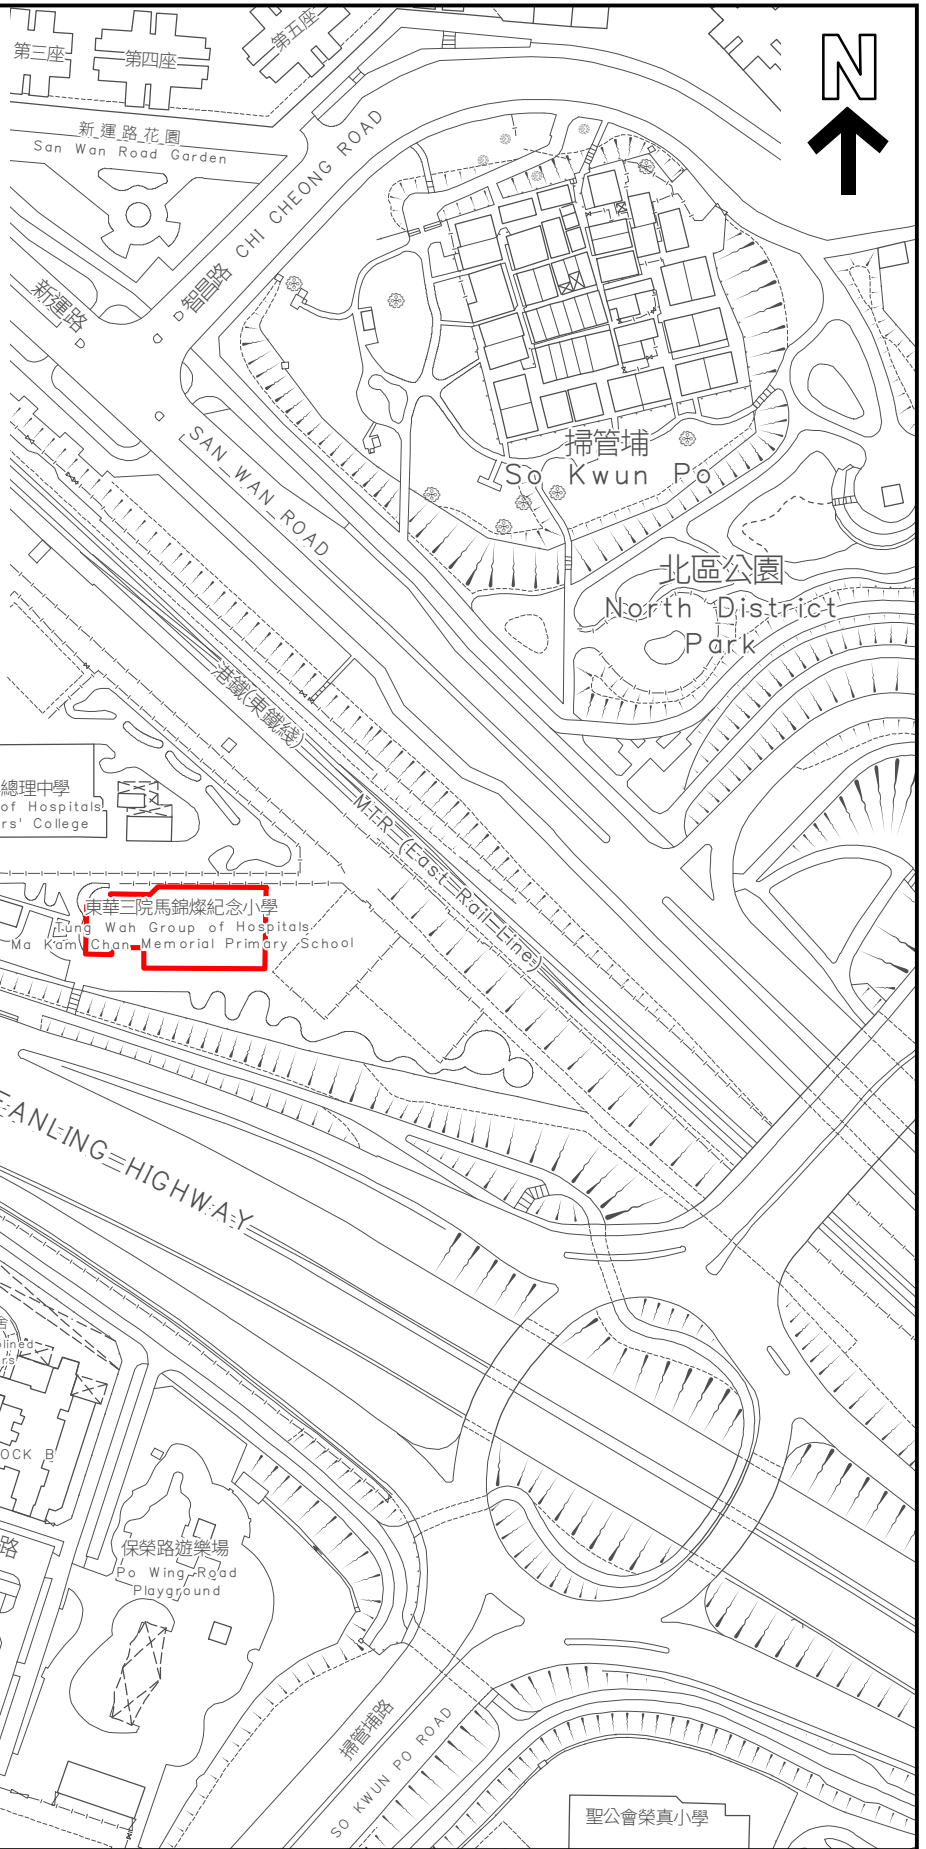 第三座
第四座
第五座
N
新運路花園
San Wan Road Garden
智昌路 CHI CHEONG ROAD
新運路
SAN WAN ROAD
掃管埔
So Kwun Po
北區公園
North District
Park
港鐵(東鐵綫)
MTR (East Rail Line)
總理中學
of Hospitals
rs' College
東華三院馬錦燦紀念小學
Tung Wah Group of Hospitals
Ma Kam Chan Memorial Primary School
FANLING HIGHWAY
舍
plined
rs
OCK B
路
保榮路遊樂場
Po Wing Road
Playground
掃管埔路
SO KWUN PO ROAD
聖公會榮真小學